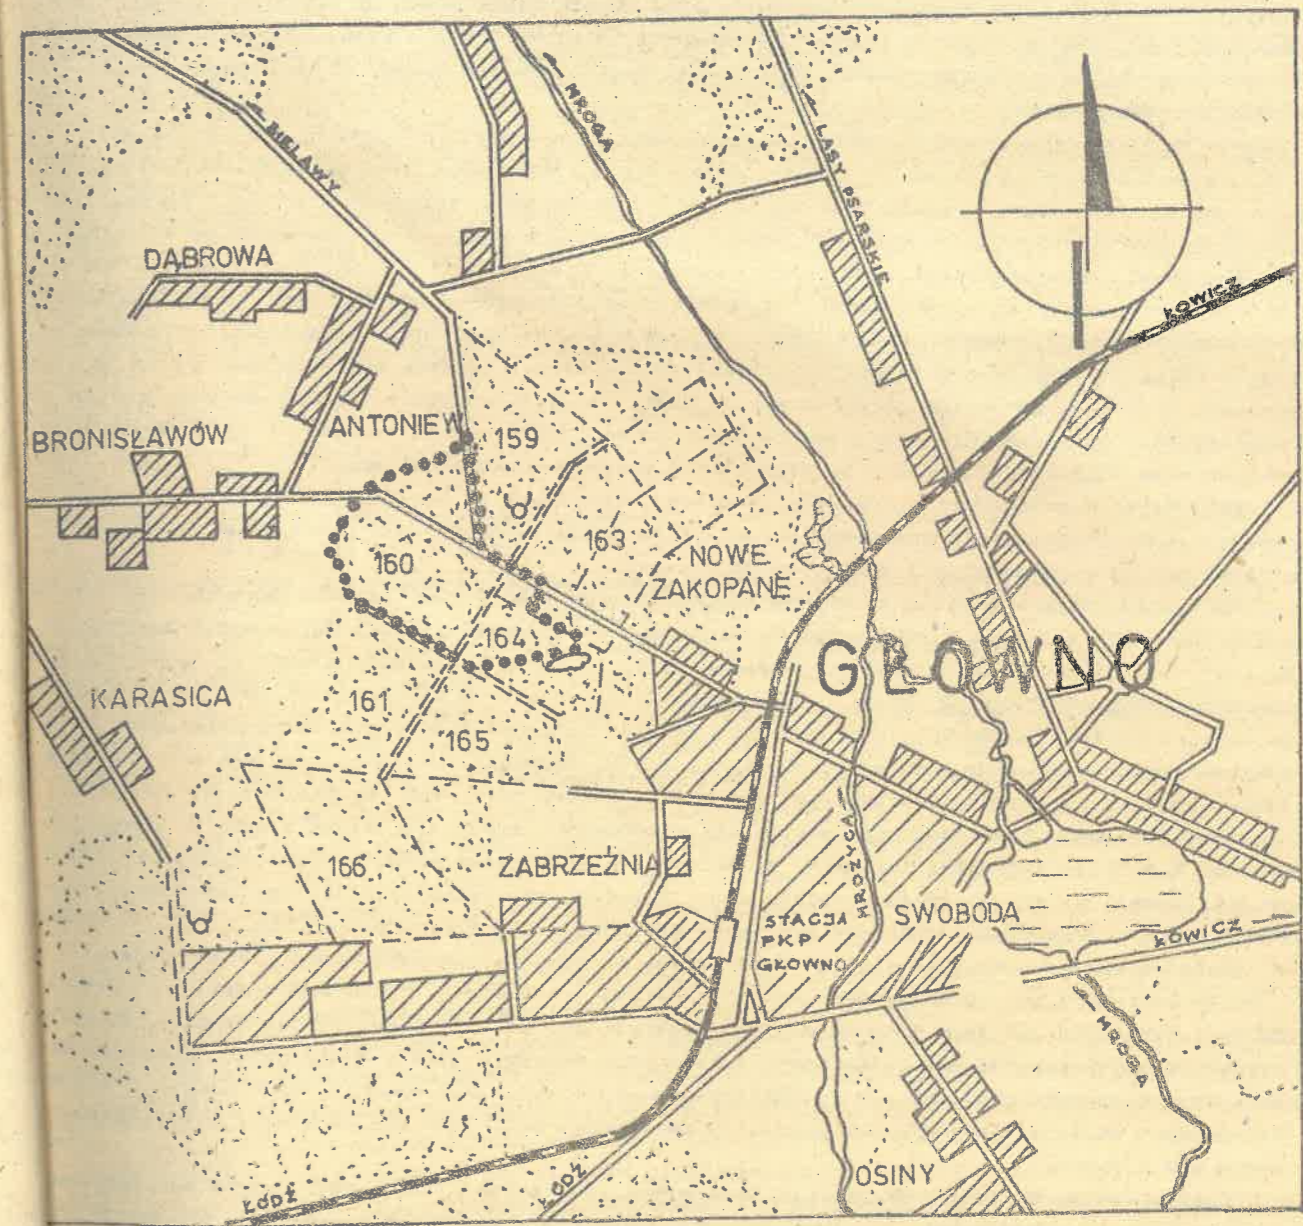 BIELAWY
MROGA
LASY PSARSKIE
DĄBROWA
ŁOWICZ
BRONISŁAWÓW
ANTONIEW
159
163
160
NOWE
ZAKOPANE
164
GŁOWNO
KARASICA
161
165
MROŻYCA
166
ZABRZEŹNIA
STACJA
PKP
GŁOWNO
SWOBODA
ŁOWICZ
MROGA
OSINY
ŁÓDŹ
ŁÓDŹ